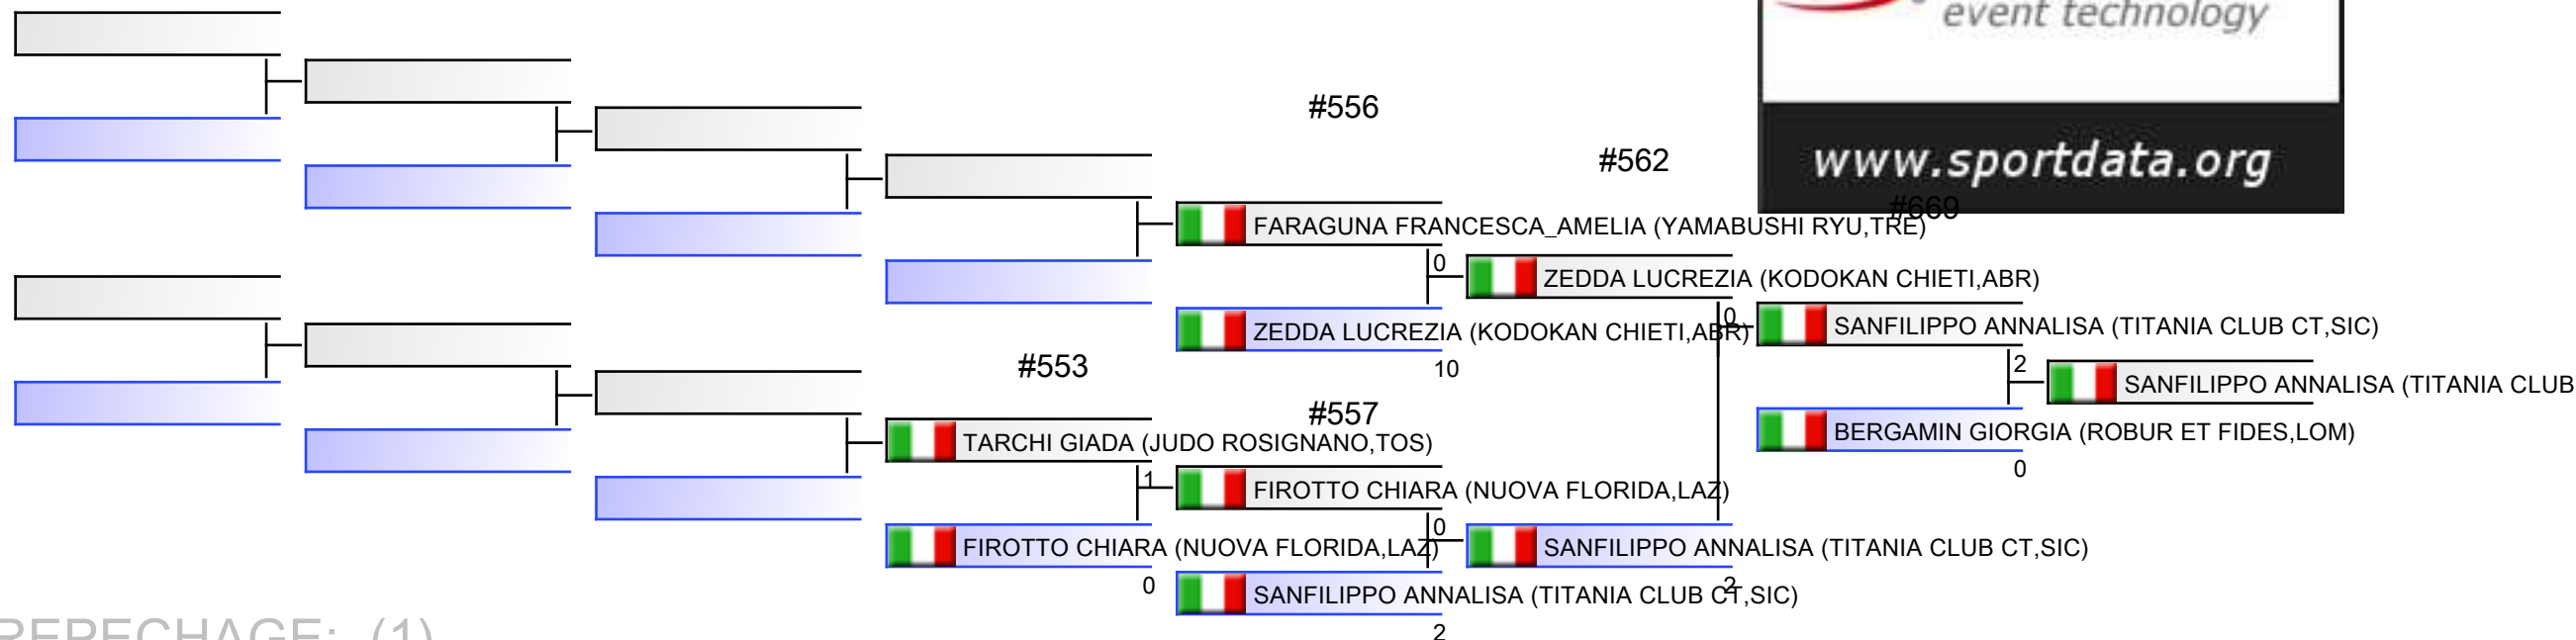 event technology
#556
#562
www.sportdata.org
#669
FARAGUNA FRANCESCA_AMELIA (YAMABUSHI RYU,TRE)
0
ZEDDA LUCREZIA (KODOKAN CHIETI,ABR)
0
SANFILIPPO ANNALISA (TITANIA CLUB CT,SIC)
ZEDDA LUCREZIA (KODOKAN CHIETI,ABR)
10
#553
2
SANFILIPPO ANNALISA (TITANIA CLUB
#557
TARCHI GIADA (JUDO ROSIGNANO,TOS)
BERGAMIN GIORGIA (ROBUR ET FIDES,LOM)
0
1
FIROTTO CHIARA (NUOVA FLORIDA,LAZ)
0
FIROTTO CHIARA (NUOVA FLORIDA,LAZ)
0
SANFILIPPO ANNALISA (TITANIA CLUB CT,SIC)
2
SANFILIPPO ANNALISA (TITANIA CLUB CT,SIC)
2
REPECHAGE: (1)